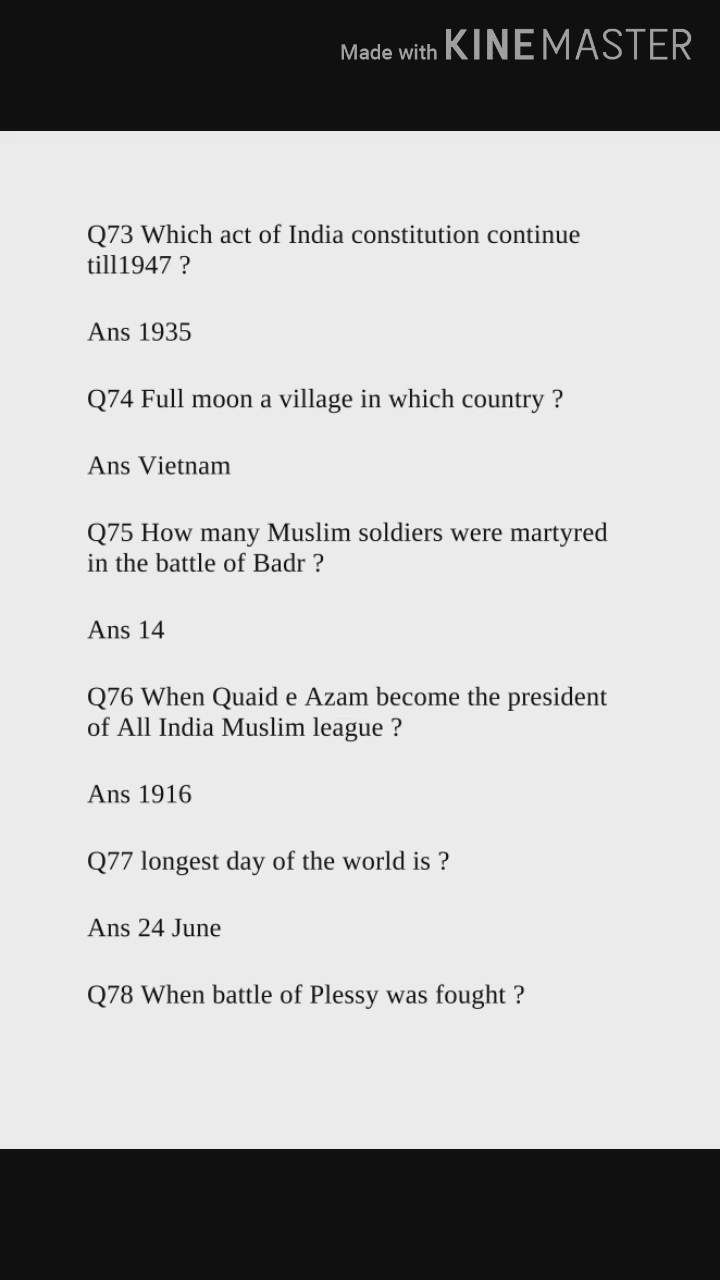 Made with KINEMASTER
Q73 Which act of India constitution continue
till1947 ?
Ans 1935
Q74 Full moon a village in which country ?
Ans Vietnam
Q75 How many Muslim soldiers were martyred
in the battle of Badr ?
Ans 14
Q76 When Quaid e Azam become the president
of All India Muslim league ?
Ans 1916
Q77 longest day of the world is ?
Ans 24 June
Q78 When battle of Plessy was fought ?